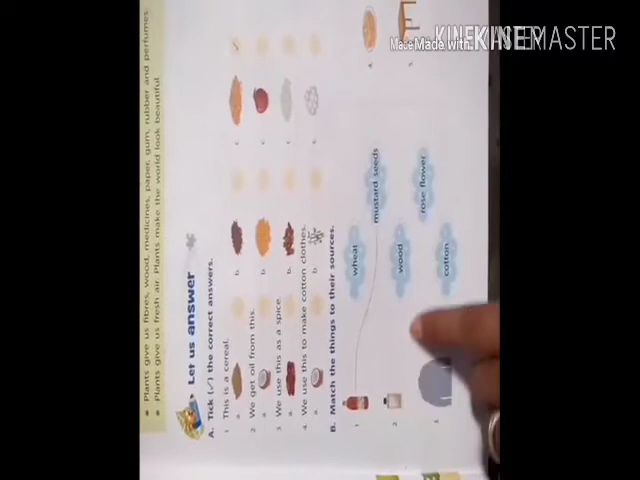 • Plants give us fibres, wood, medicines, paper, gum, rubber and perfumes.
• Plants give us fresh air. Plants make the world look beautiful
Let us answer
A. Tick (✓) the correct answers.
1 This is a cereal.
a. b. c. ✓
2 We get oil from this.
a b. c
3. We use this as a spice.
a. b. c
4. We use this to make cotton clothes.
a. b c.
B. Match the things to their sources.
1
wheat
mustard seeds
2
wood
rose flower
3
cotton
Made with KINEMASTER